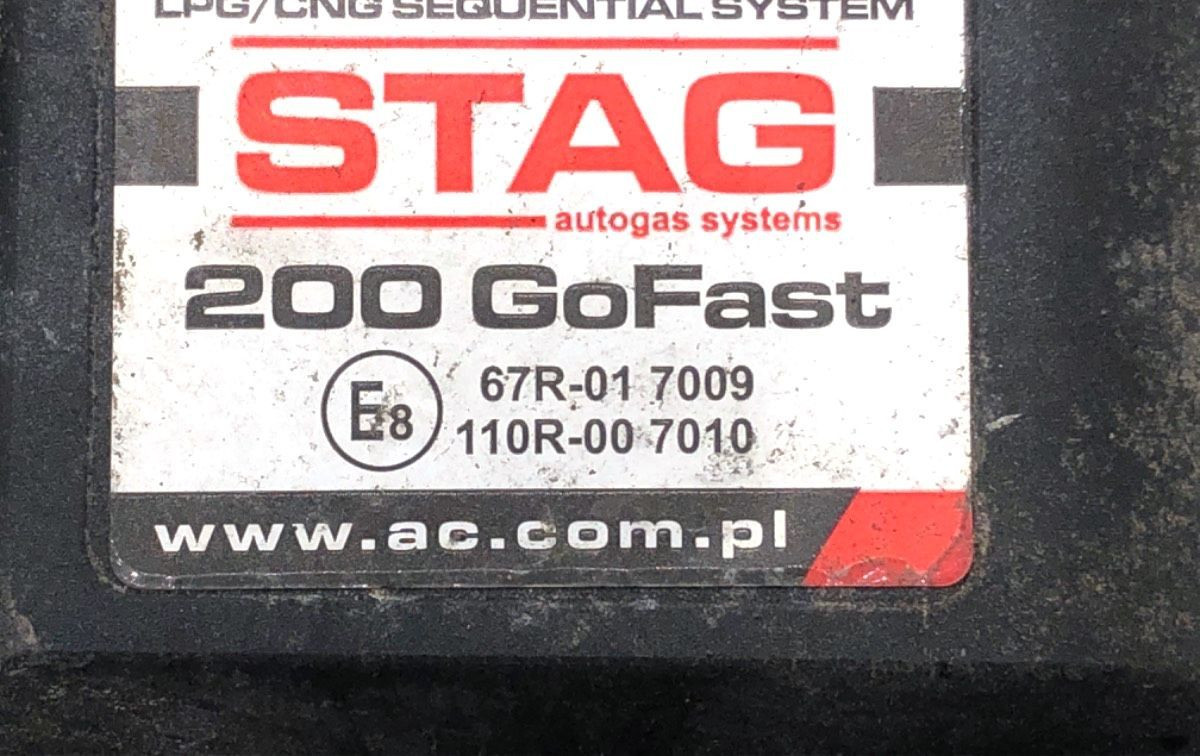 LPG/CNG SEQUENTIAL SYSTEM
STAG
autogas systems
200 GoFast
E8
67R-01 7009
110R-00 7010
www.ac.com.pl